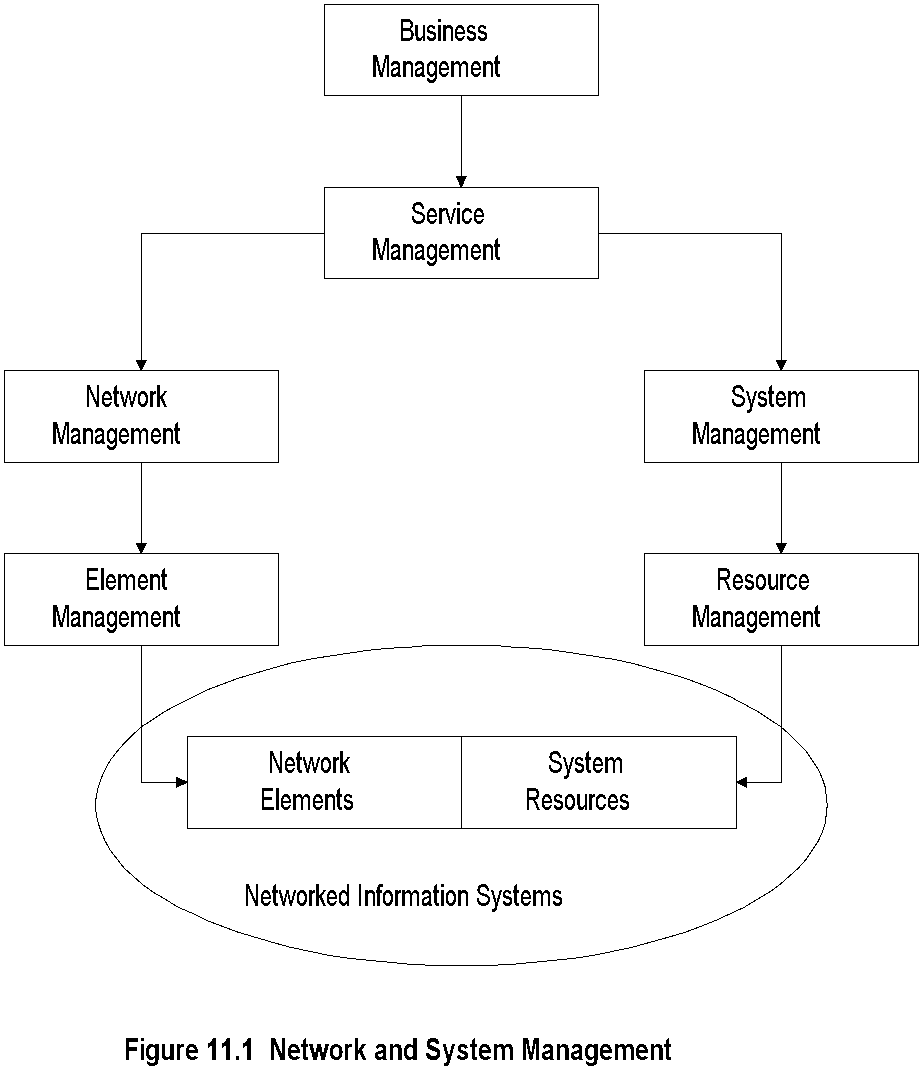 Business
Management
Service
Management
Network
Management
System
Management
Element
Management
Resource
Management
Network
Elements
System
Resources
Networked Information Systems
Figure 11.1 Network and System Management